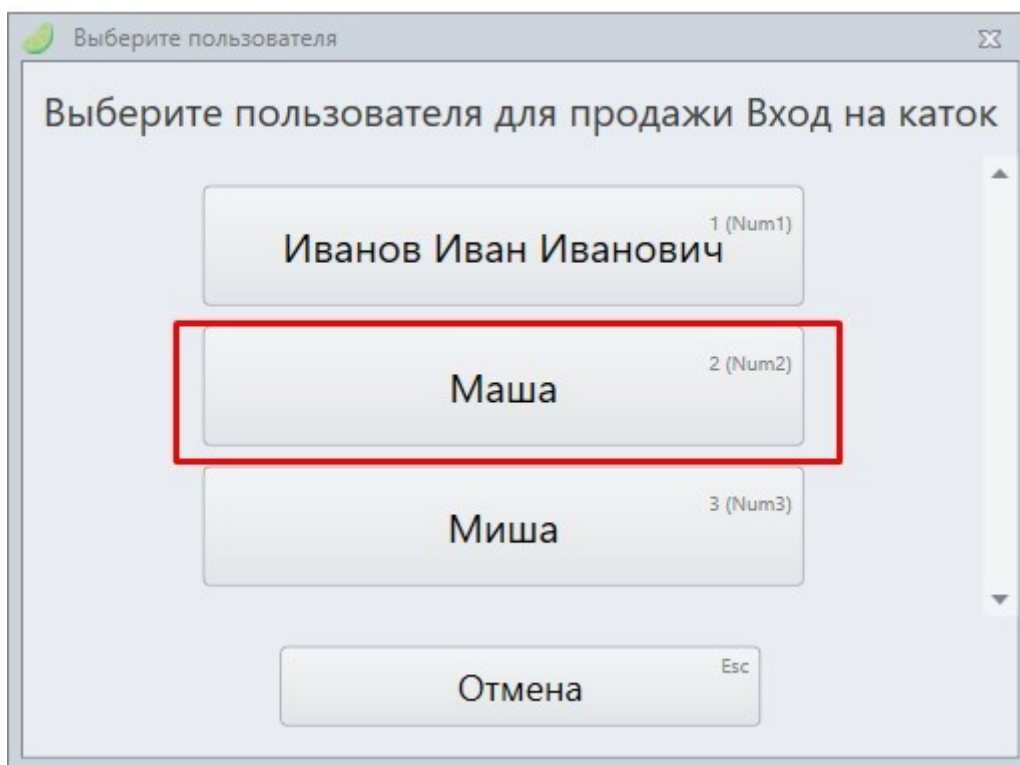 Выберите пользователя
Выберите пользователя для продажи Вход на каток
1 (Num1)
Иванов Иван Иванович
2 (Num2)
Маша
3 (Num3)
Миша
Esc
Отмена